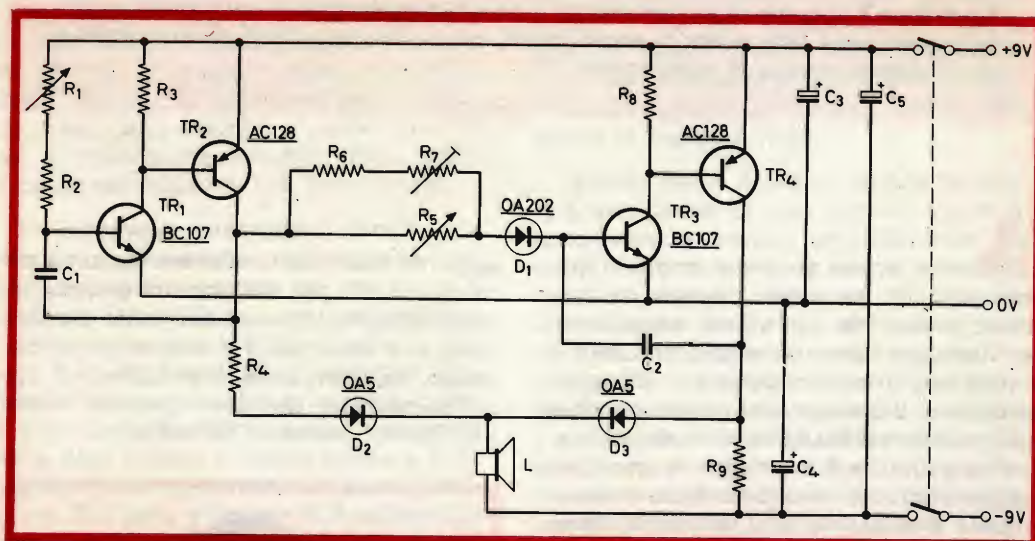 +9V
R1
R3
R8
C3
C5
TR2
AC128
AC128
R6
R7
TR4
R2
TR1
BC107
R5
OA202
D1
TR3
BC107
C1
0V
C2
R4
OA5
D2
OA5
D3
L
R9
C4
-9V
+
+
+